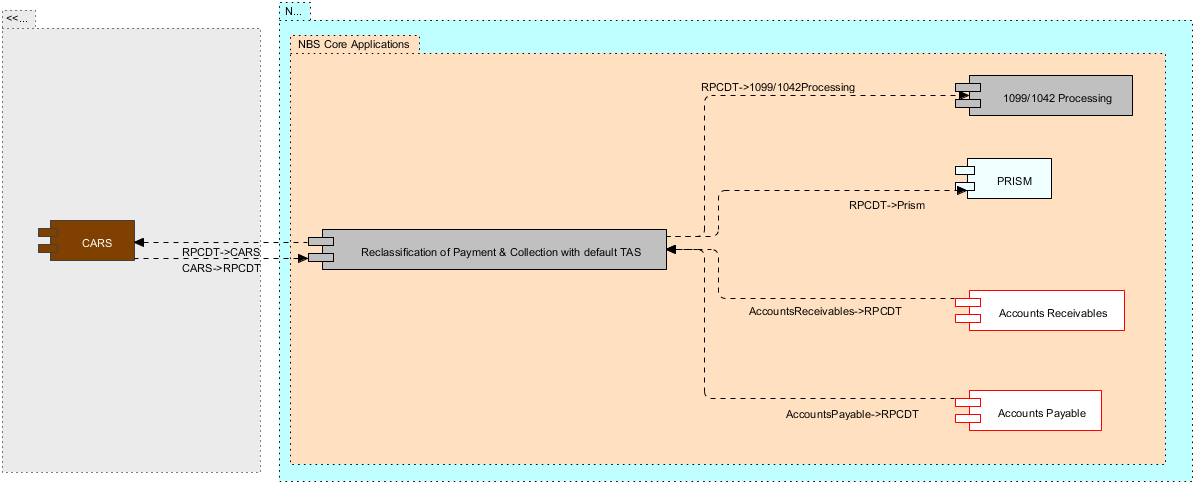 <<...
N...
NBS Core Applications
RPCDT->1099/1042Processing
1099/1042 Processing
PRISM
RPCDT->Prism
CARS
Reclassification of Payment & Collection with default TAS
RPCDT->CARS
CARS->RPCDT
AccountsReceivables->RPCDT
Accounts Receivables
AccountsPayable->RPCDT
Accounts Payable